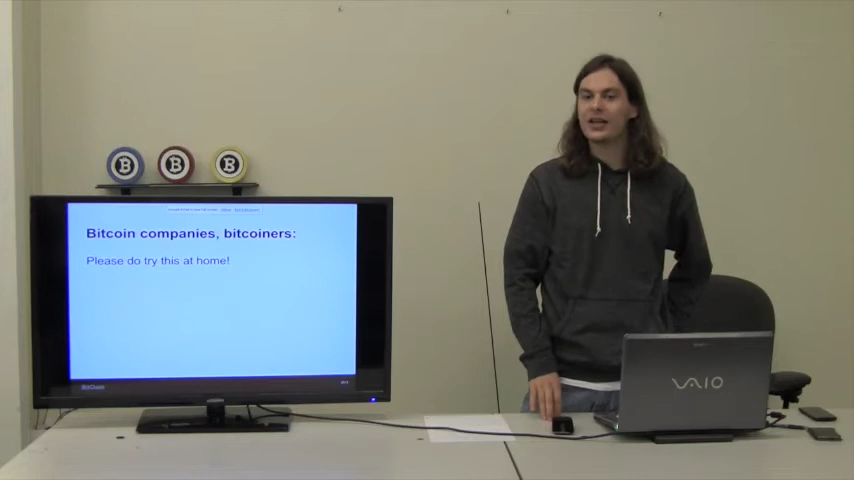 Bitcoin companies, bitcoiners:
Please do try this at home!
VAIO